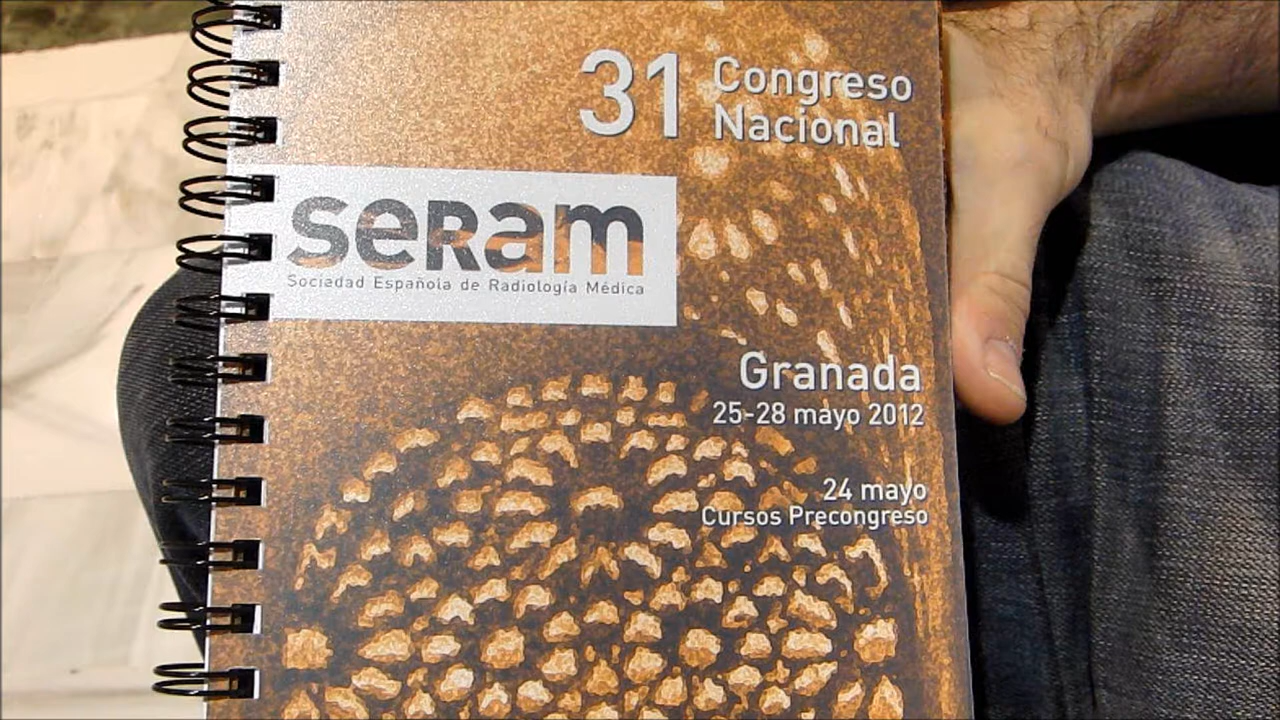 31 Congreso
Nacional
seRam
Sociedad Española de Radiología Médica
Granada
25-28 mayo 2012
24 mayo
Cursos Precongreso